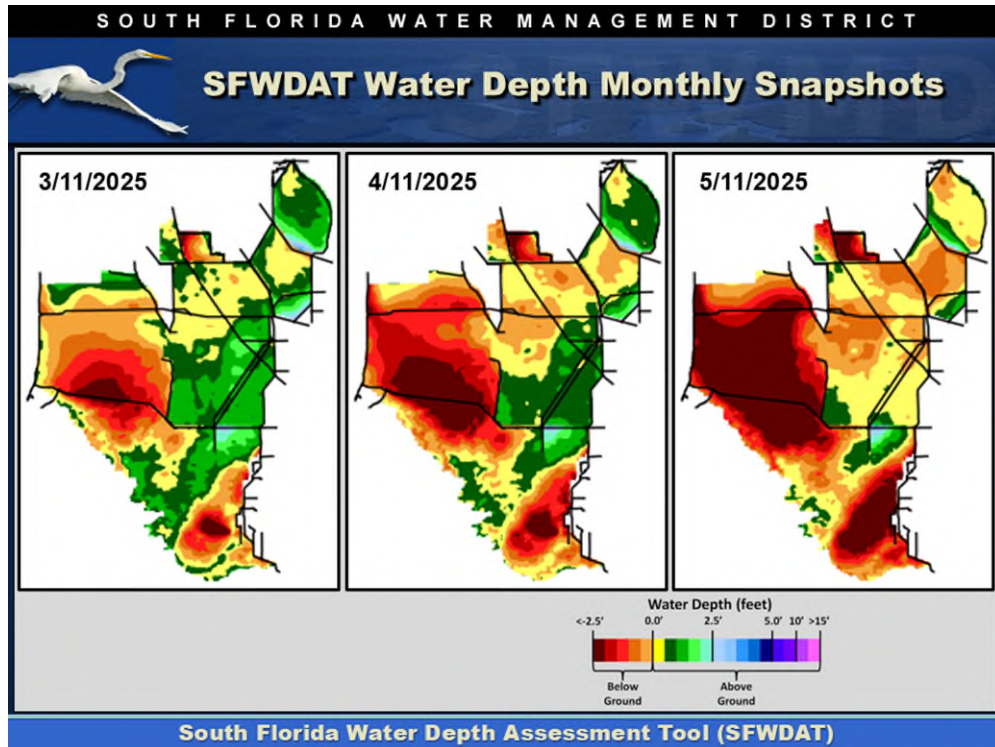 SOUTH FLORIDA WATER MANAGEMENT DISTRICT
SFWDAT Water Depth Monthly Snapshots
3/11/2025
4/11/2025
5/11/2025
Water Depth (feet)
<-2.5' 0.0' 2.5' 5.0' 10' >15'
Below Ground
Above Ground
South Florida Water Depth Assessment Tool (SFWDAT)